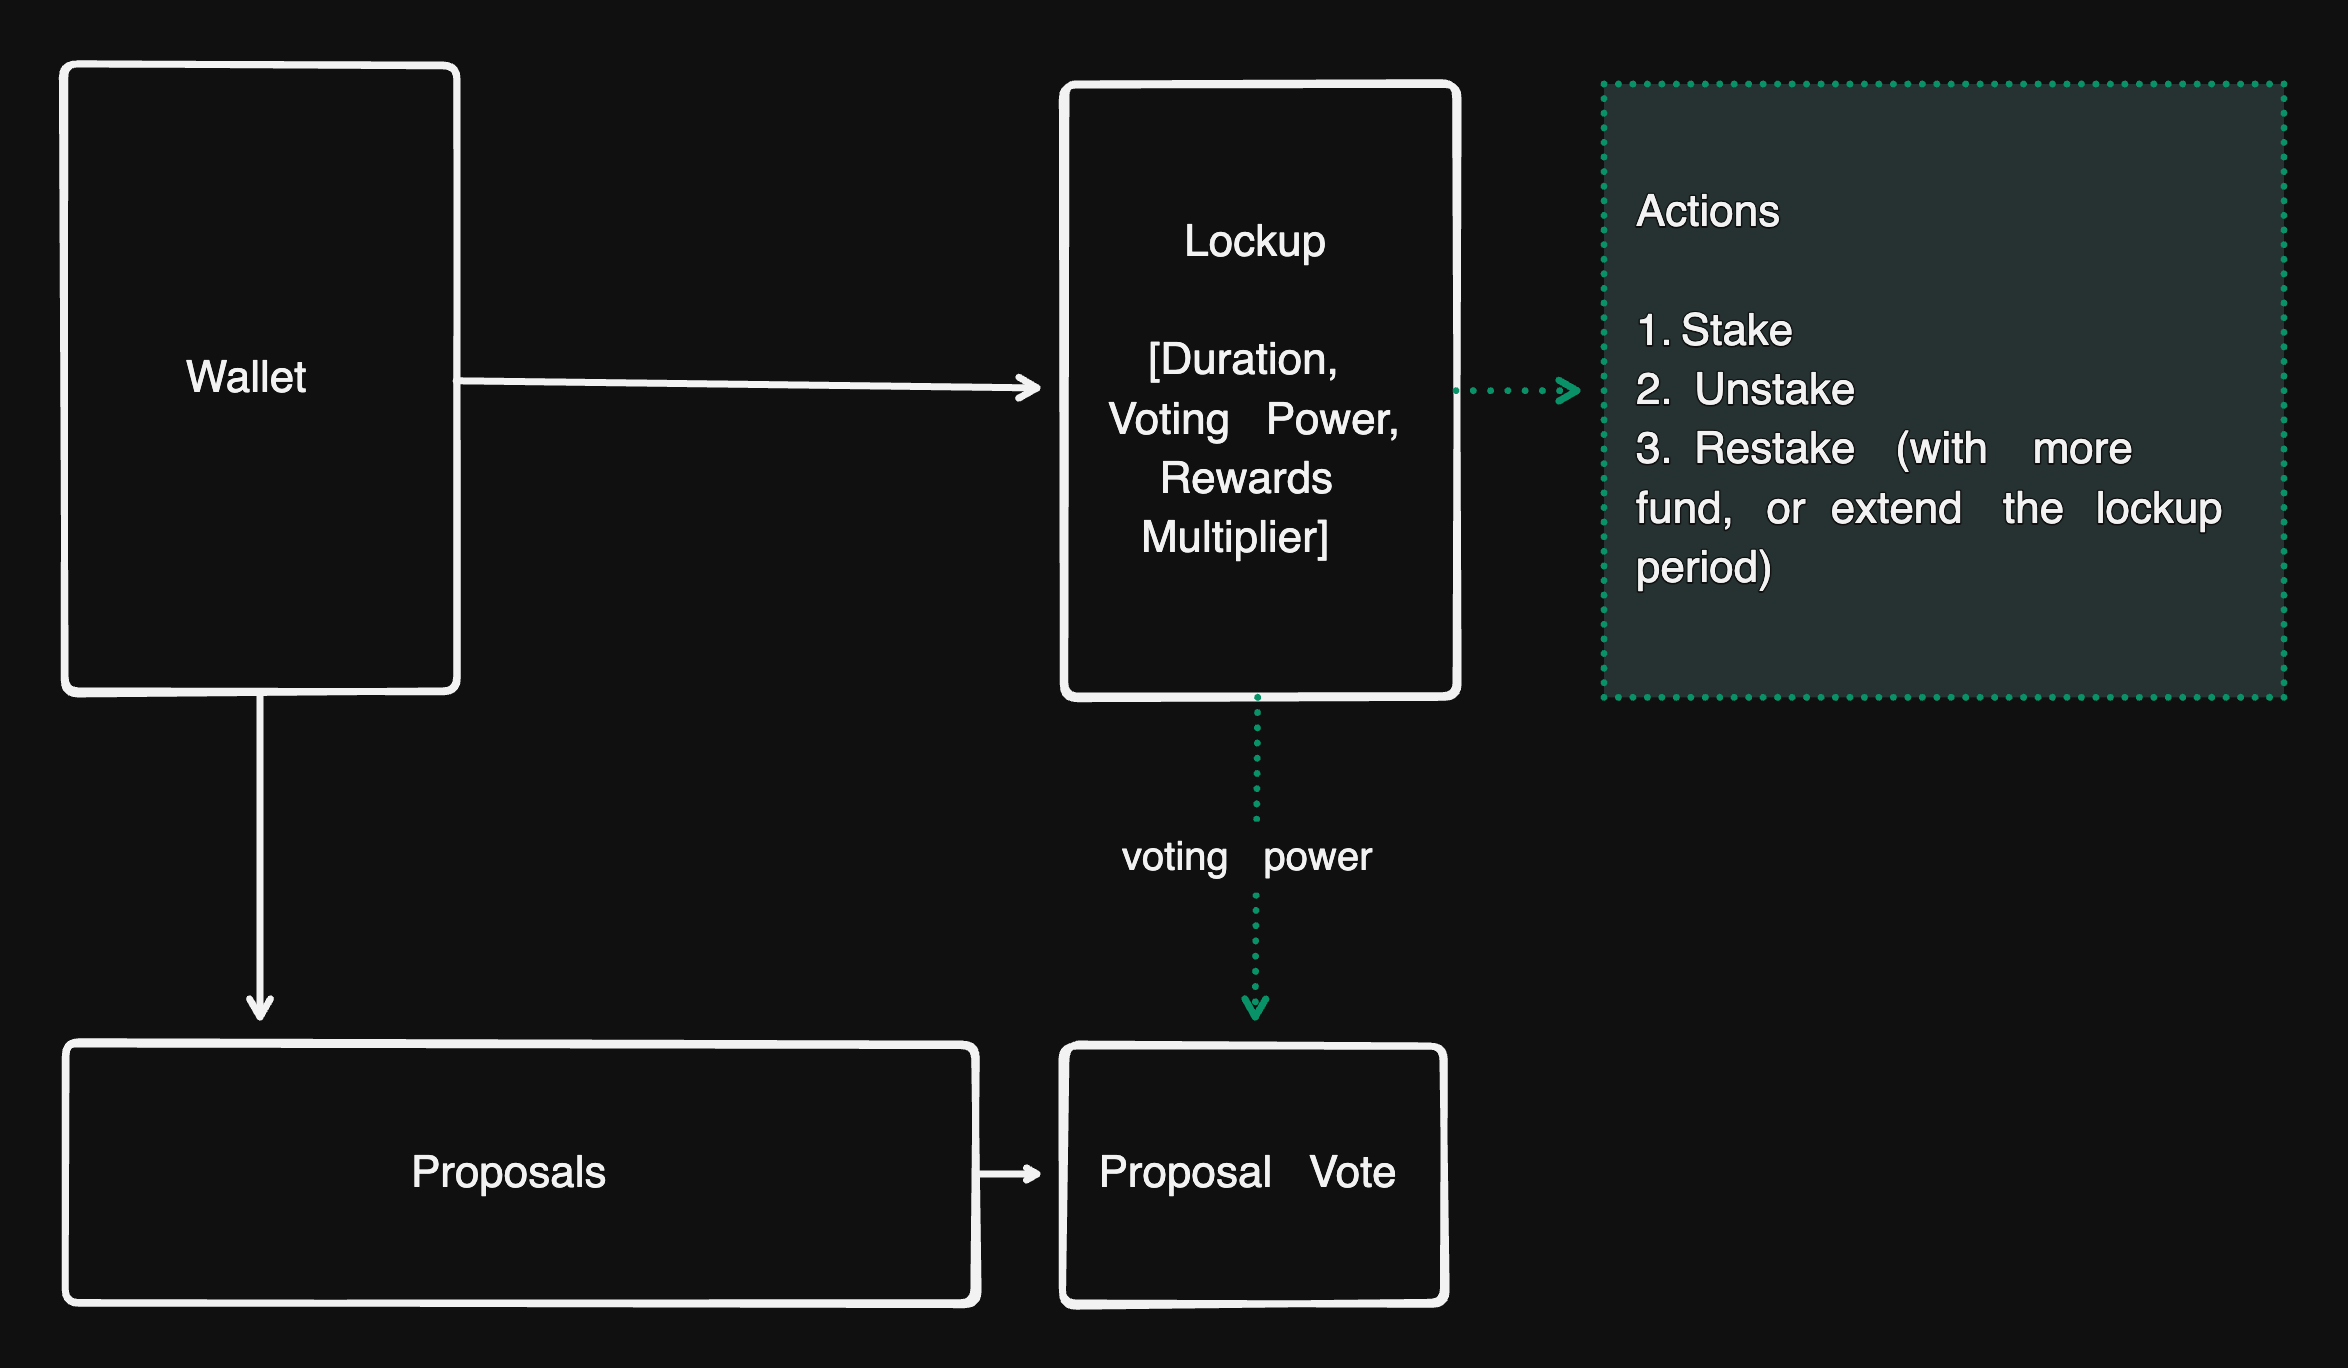 Wallet
Lockup
[Duration,
Voting Power,
Rewards
Multiplier]
Actions
1. Stake
2. Unstake
3. Restake (with more
fund, or extend the lockup
period)
voting power
Proposals
Proposal Vote